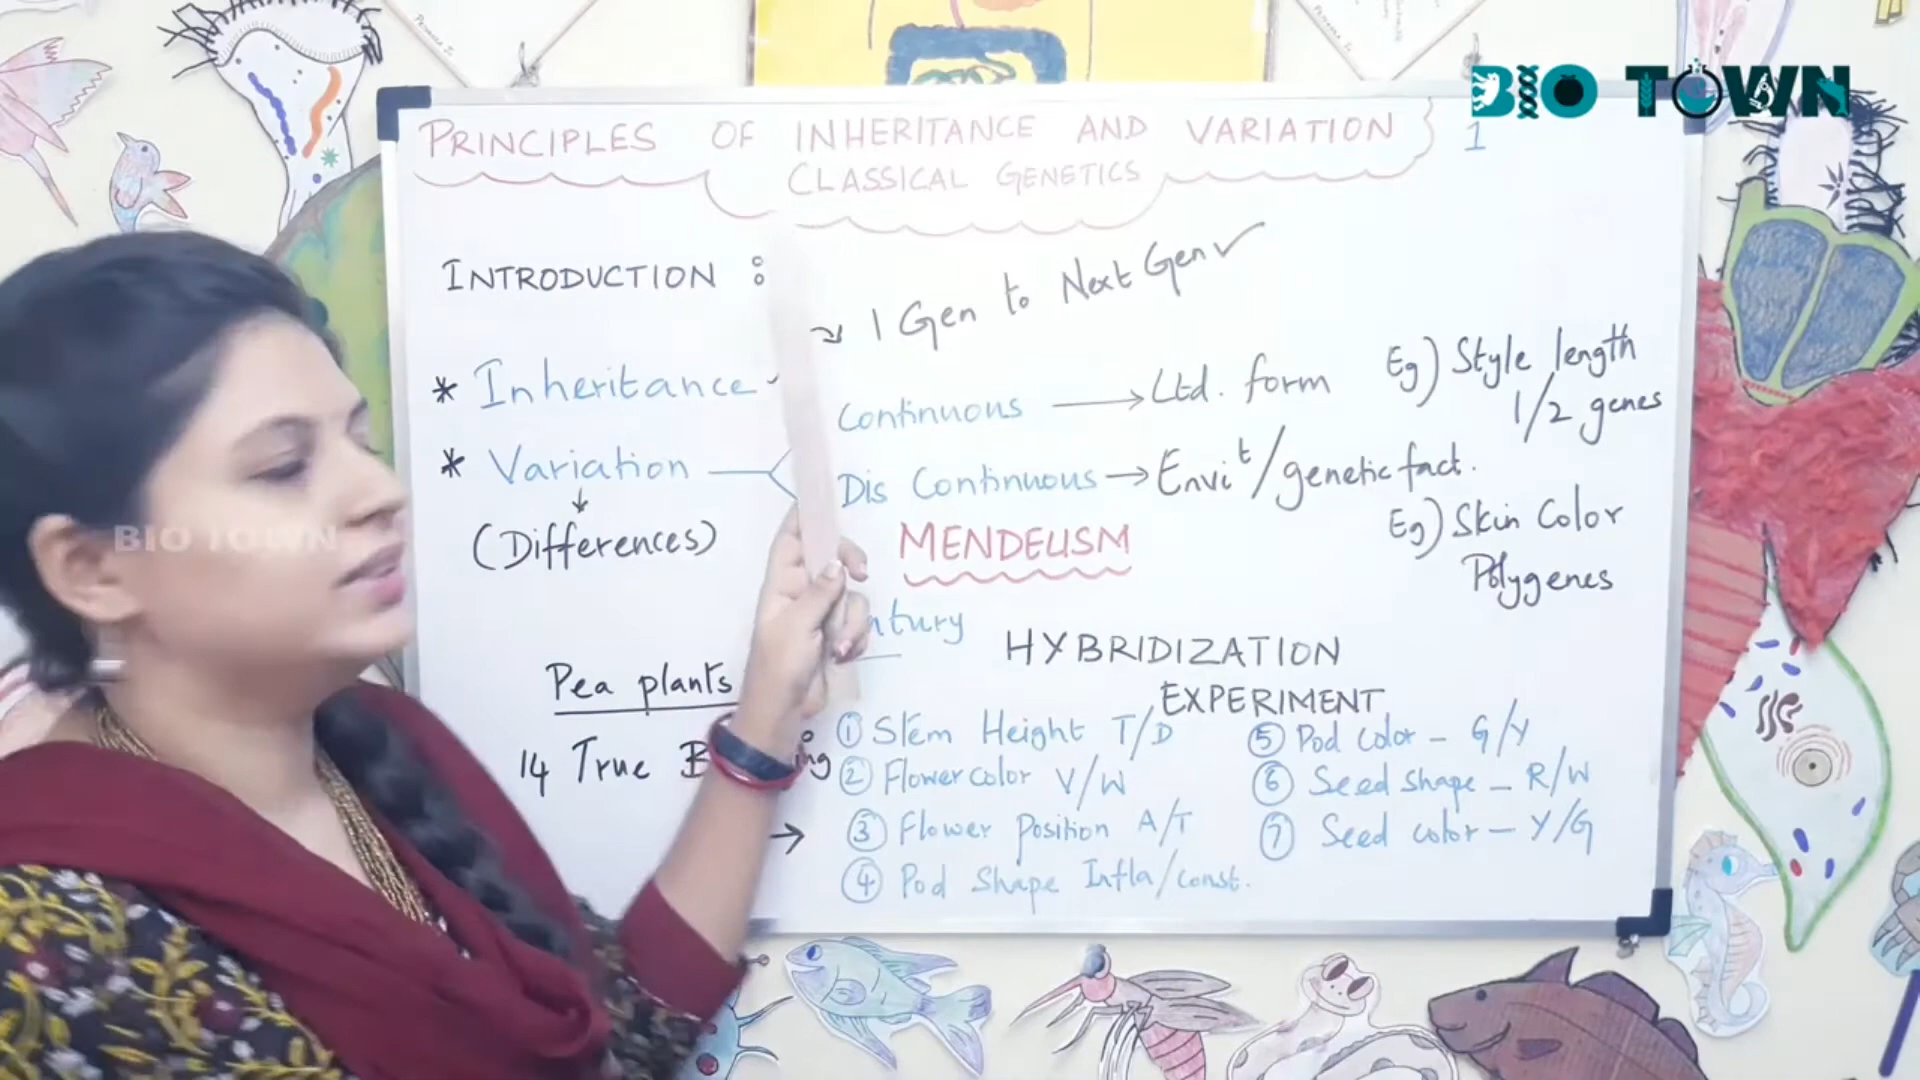 BIO TOWN
PRINCIPLES OF INHERITANCE AND VARIATION 1
CLASSICAL GENETICS
INTRODUCTION :
→ 1 Gen to Next Gen ✓
* Inheritance
Continuous → Ltd. form Eg) Style length
1/2 genes
* Variation
Dis Continuous → Envit/genetic fact.
Eg) Skin Color
Polygenes
(Differences)
MENDELISM
ntury
HYBRIDIZATION
EXPERIMENT
Pea plants
14 True B ing
① Stem Height T/D
② Flower color V/W
③ Flower Position A/T
④ Pod Shape Infla/const.
⑤ Pod color - G/Y
⑥ Seed shape - R/W
⑦ Seed color - Y/G
BIO TOWN